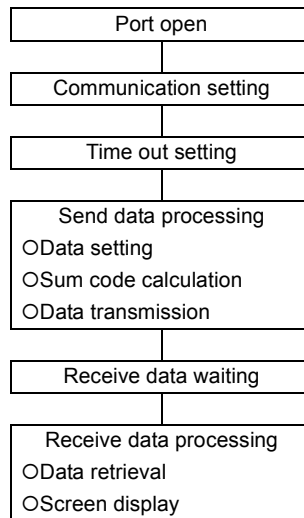 Port open
Communication setting
Time out setting
Send data processing
○Data setting
○Sum code calculation
○Data transmission
Receive data waiting
Receive data processing
○Data retrieval
○Screen display